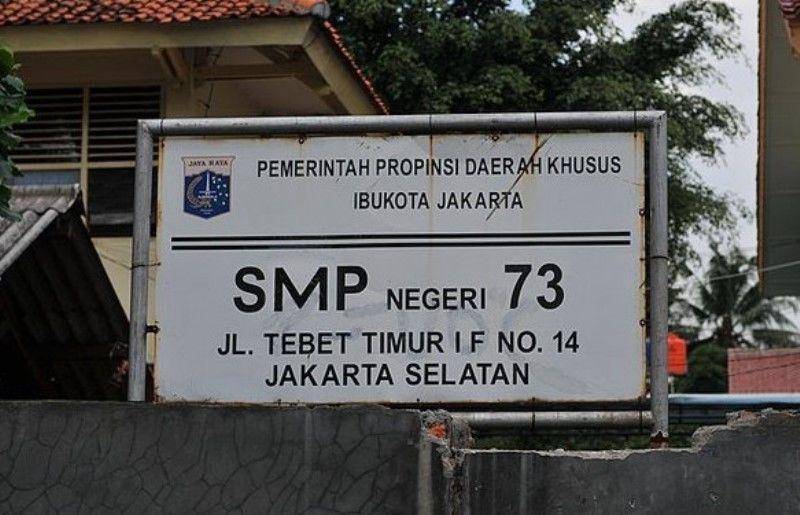 JAYA RAYA
PEMERINTAH PROPINSI DAERAH KHUSUS
IBUKOTA JAKARTA
SMP NEGERI 73
JL. TEBET TIMUR I F NO. 14
JAKARTA SELATAN